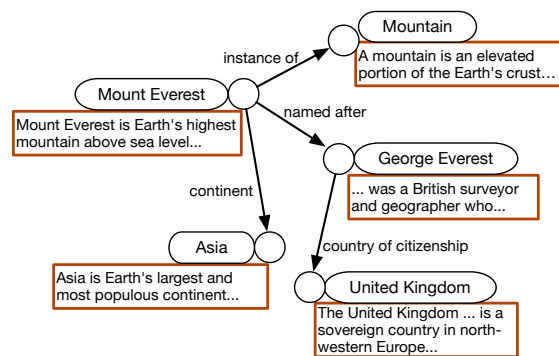 Mountain
A mountain is an elevated
portion of the Earth's crust...
instance of
Mount Everest
Mount Everest is Earth's highest
mountain above sea level...
named after
George Everest
... was a British surveyor
and geographer who...
continent
Asia
Asia is Earth's largest and
most populous continent...
country of citizenship
United Kingdom
The United Kingdom ... is a
sovereign country in north-
western Europe...